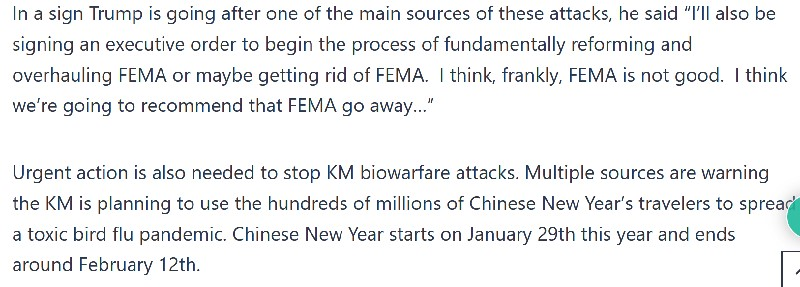 In a sign Trump is going after one of the main sources of these attacks, he said “I’ll also be
signing an executive order to begin the process of fundamentally reforming and
overhauling FEMA or maybe getting rid of FEMA.  I think, frankly, FEMA is not good.  I think
we’re going to recommend that FEMA go away…”
Urgent action is also needed to stop KM biowarfare attacks. Multiple sources are warning
the KM is planning to use the hundreds of millions of Chinese New Year’s travelers to spread
a toxic bird flu pandemic. Chinese New Year starts on January 29th this year and ends
around February 12th.